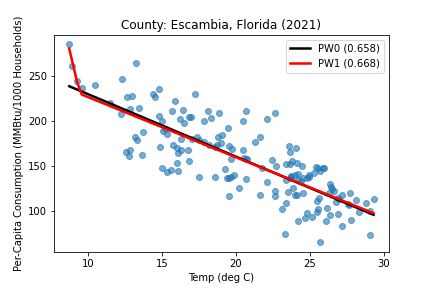 County: Escambia, Florida (2021)
PW0 (0.658)
PW1 (0.668)
Per-Capita Consumption (MMBtu/1000 Households)
250
200
150
100
10 15 20 25 30
Temp (deg C)